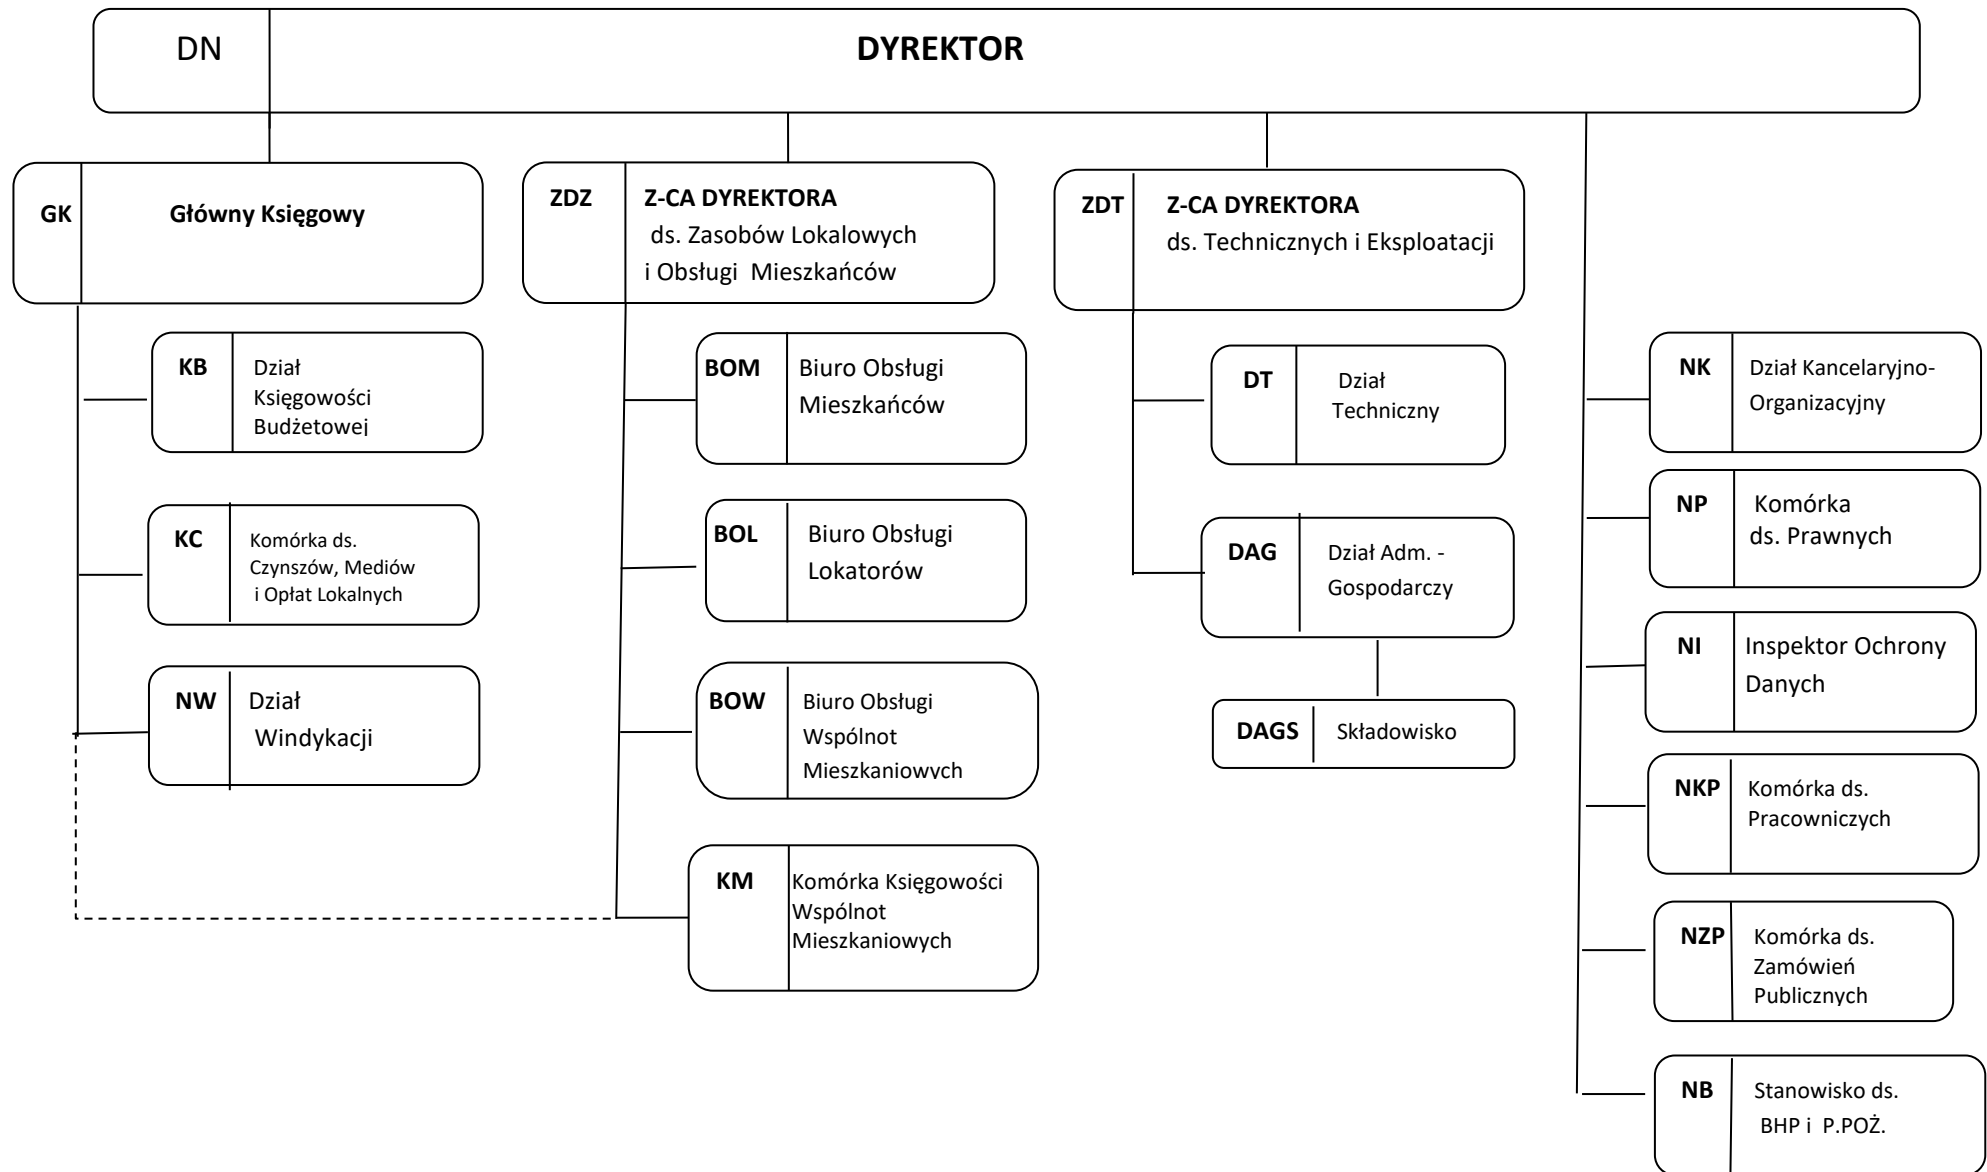 DN
DYREKTOR
GK
Główny Księgowy
ZDZ
Z-CA DYREKTORA
ds. Zasobów Lokalowych
i Obsługi Mieszkańców
ZDT
Z-CA DYREKTORA
ds. Technicznych i Eksploatacji
KB
Dział
Księgowości
Budżetowej
KC
Komórka ds.
Czynszów, Mediów
i Opłat Lokalnych
NW
Dział
Windykacji
BOM
Biuro Obsługi
Mieszkańców
BOL
Biuro Obsługi
Lokatorów
BOW
Biuro Obsługi
Wspólnot
Mieszkaniowych
KM
Komórka Księgowości
Wspólnot
Mieszkaniowych
DT
Dział
Techniczny
DAG
Dział Adm. -
Gospodarczy
DAGS
Składowisko
NK
Dział Kancelaryjno-
Organizacyjny
NP
Komórka
ds. Prawnych
NI
Inspektor Ochrony
Danych
NKP
Komórka ds.
Pracowniczych
NZP
Komórka ds.
Zamówień
Publicznych
NB
Stanowisko ds.
BHP i P.POŻ.